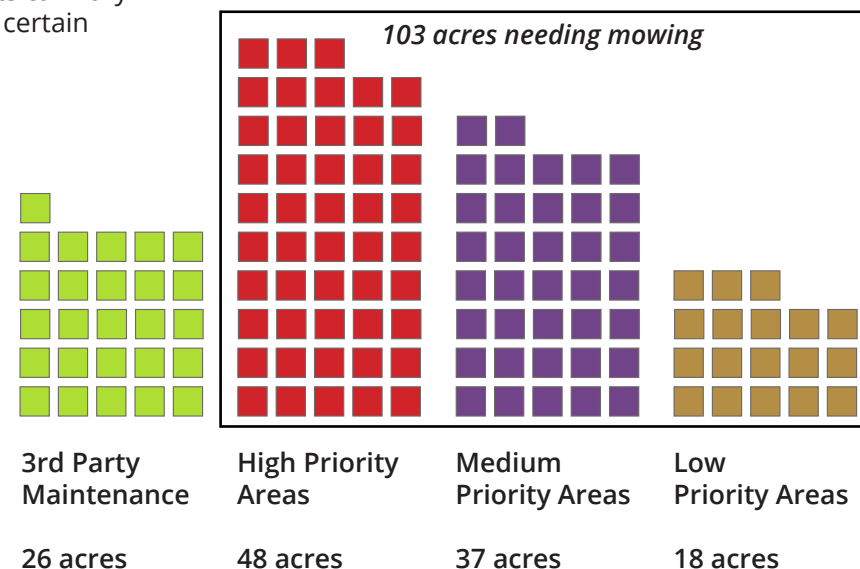 certain
103 acres needing mowing
3rd Party
Maintenance
26 acres
High Priority
Areas
48 acres
Medium
Priority Areas
37 acres
Low
Priority Areas
18 acres